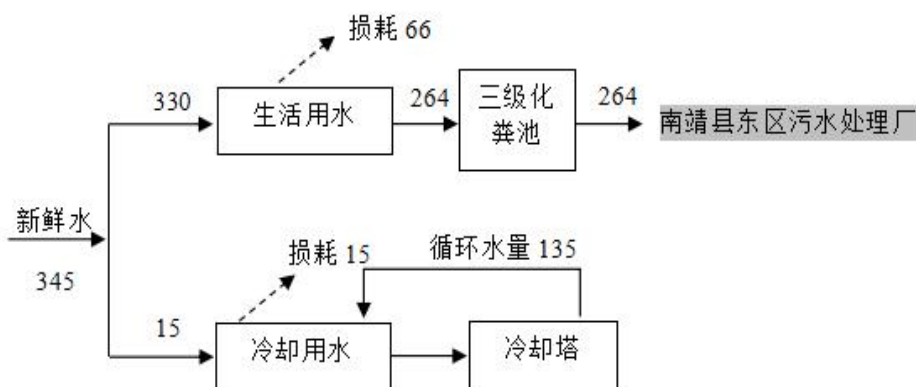 损耗 66
330
生活用水
264
三级化
粪池
264
南靖县东区污水处理厂
新鲜水
345
损耗 15
循环水量 135
15
冷却用水
冷却塔